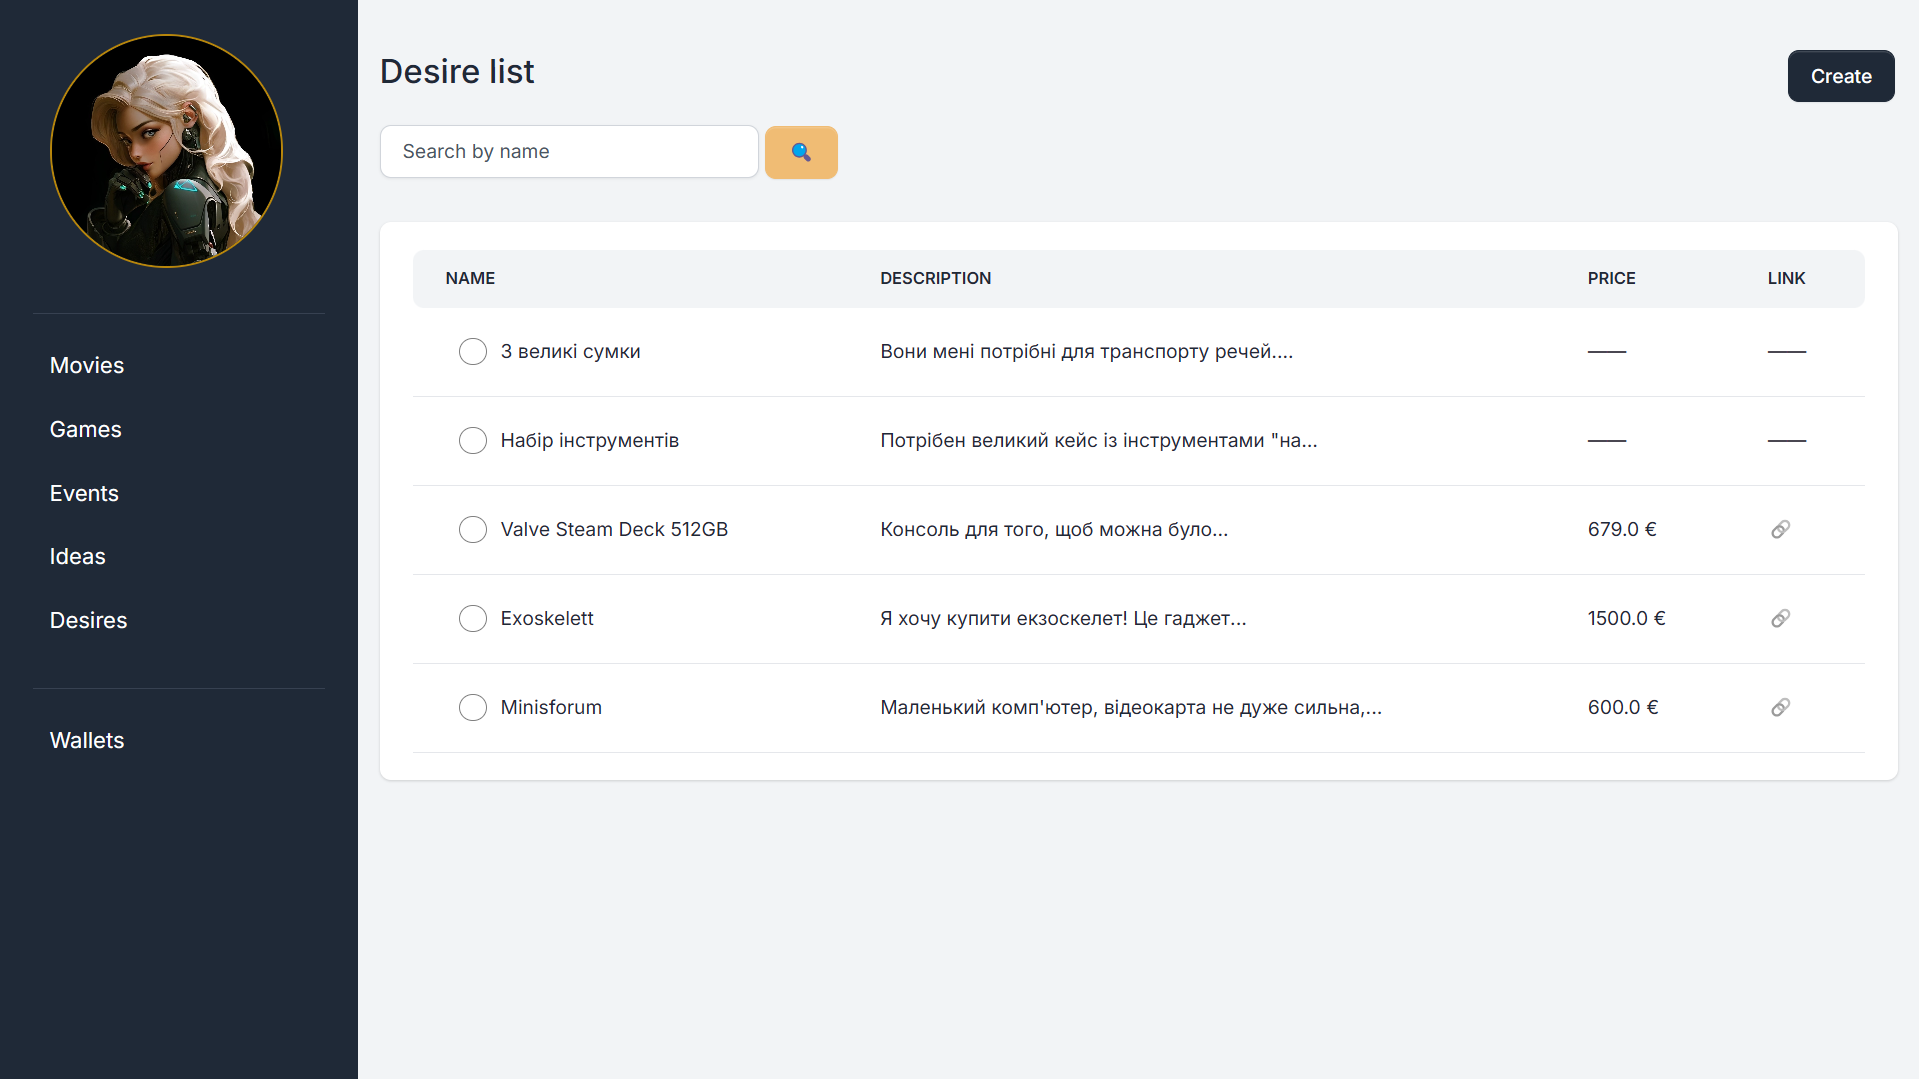 Desire list
Create
Search by name
Movies
Games
Events
Ideas
Desires
Wallets
NAME DESCRIPTION PRICE LINK
3 великі сумки Вони мені потрібні для транспорту речей....
Набір інструментів Потрібен великий кейс із інструментами "на...
Valve Steam Deck 512GB Консоль для того, щоб можна було... 679.0 €
Exoskelett Я хочу купити екзоскелет! Це гаджет... 1500.0 €
Minisforum Маленький комп'ютер, відеокарта не дуже сильна,... 600.0 €